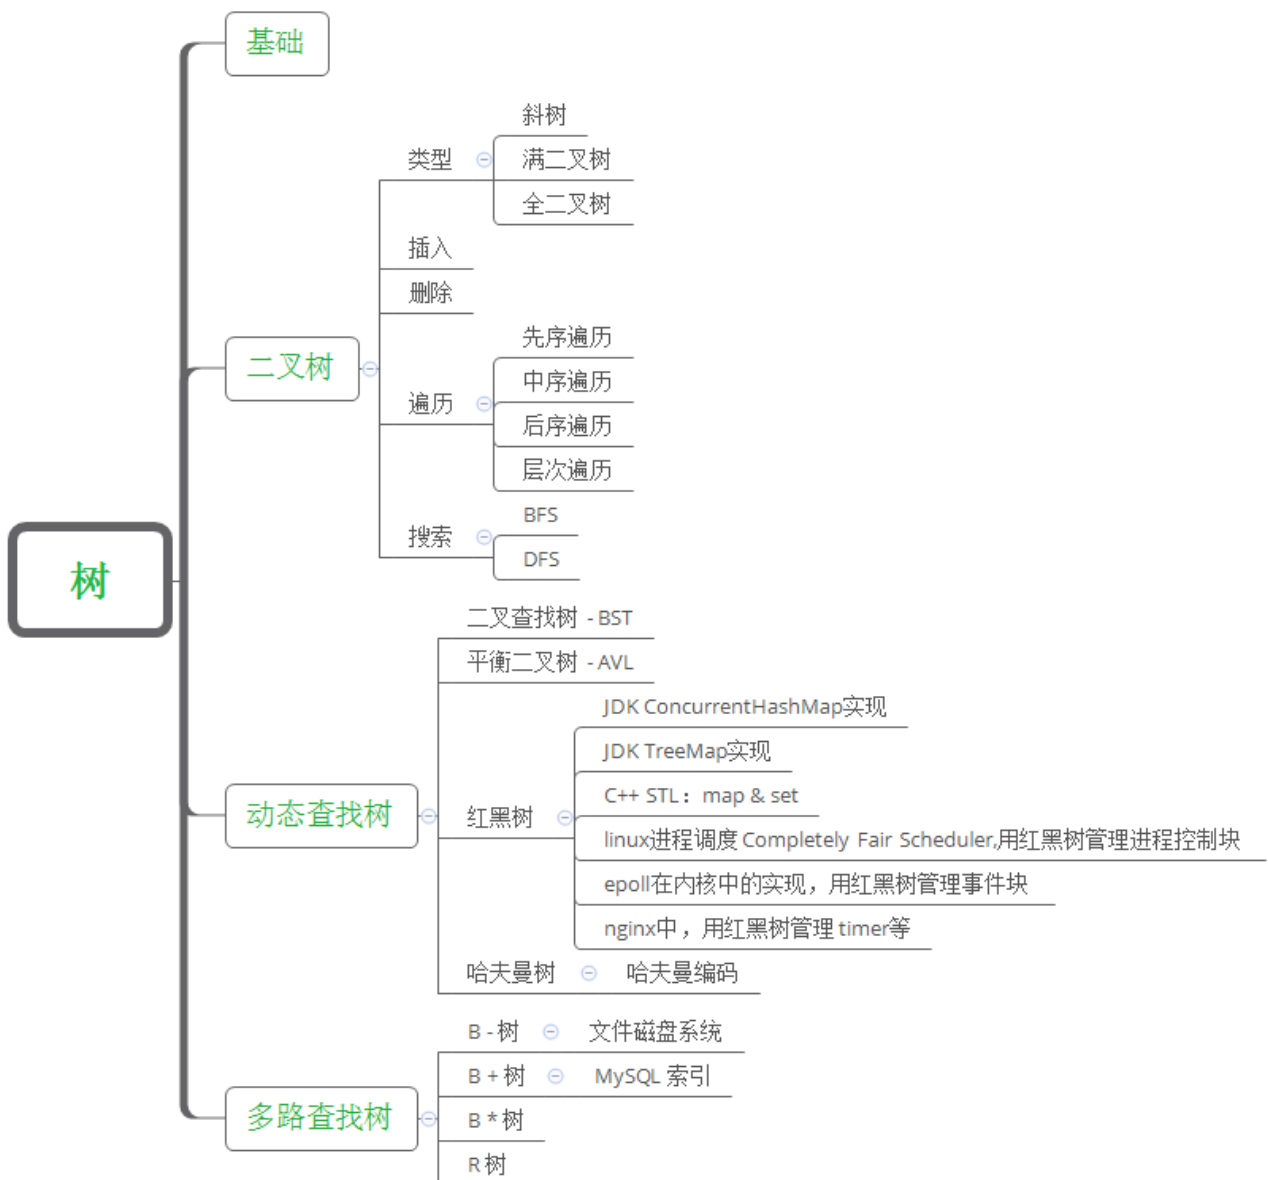 基础
斜树
类型
满二叉树
全二叉树
插入
删除
先序遍历
二叉树
中序遍历
遍历
后序遍历
层次遍历
BFS
搜索
DFS
树
二叉查找树 - BST
平衡二叉树 - AVL
JDK ConcurrentHashMap实现
JDK TreeMap实现
C++ STL：map & set
动态查找树
红黑树
linux进程调度 Completely Fair Scheduler,用红黑树管理进程控制块
epoll在内核中的实现，用红黑树管理事件块
nginx中，用红黑树管理 timer等
哈夫曼树
哈夫曼编码
B - 树
文件磁盘系统
B + 树
MySQL 索引
多路查找树
B * 树
R 树